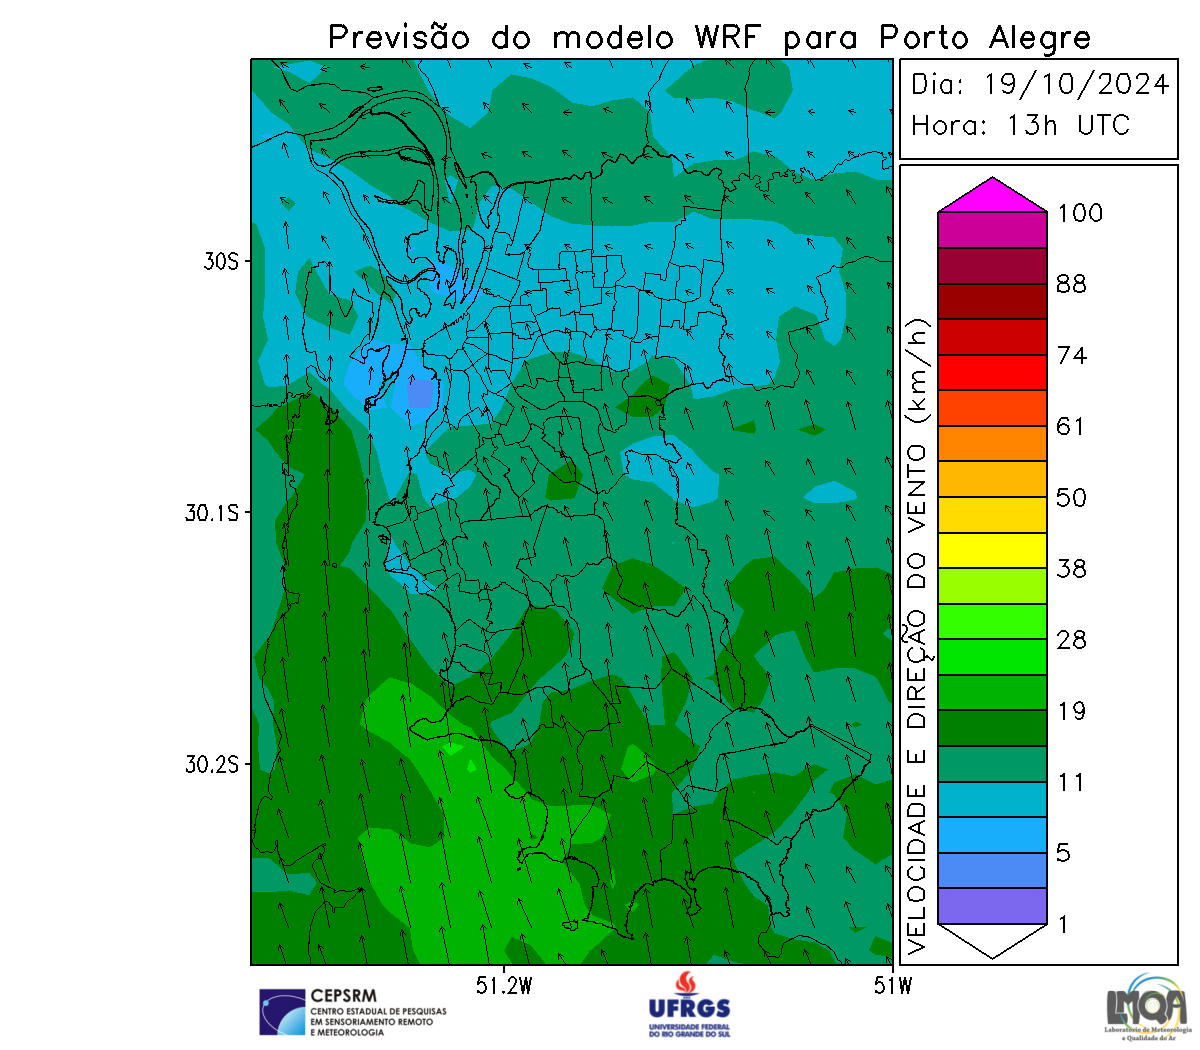 Previsão do modelo WRF para Porto Alegre
Dia: 19/10/2024
Hora: 13h UTC
VELOCIDADE E DIREÇÃO DO VENTO (km/h)
100
88
74
61
50
38
28
19
11
5
1
30S
30.1S
30.2S
51.2W
51W
CEPSRM
CENTRO ESTADUAL DE PESQUISAS
EM SENSORIAMENTO REMOTO
E METEOROLOGIA
UFRGS
UNIVERSIDADE FEDERAL
DO RIO GRANDE DO SUL
LMQA
Laboratório de Meteorologia
e Qualidade do Ar